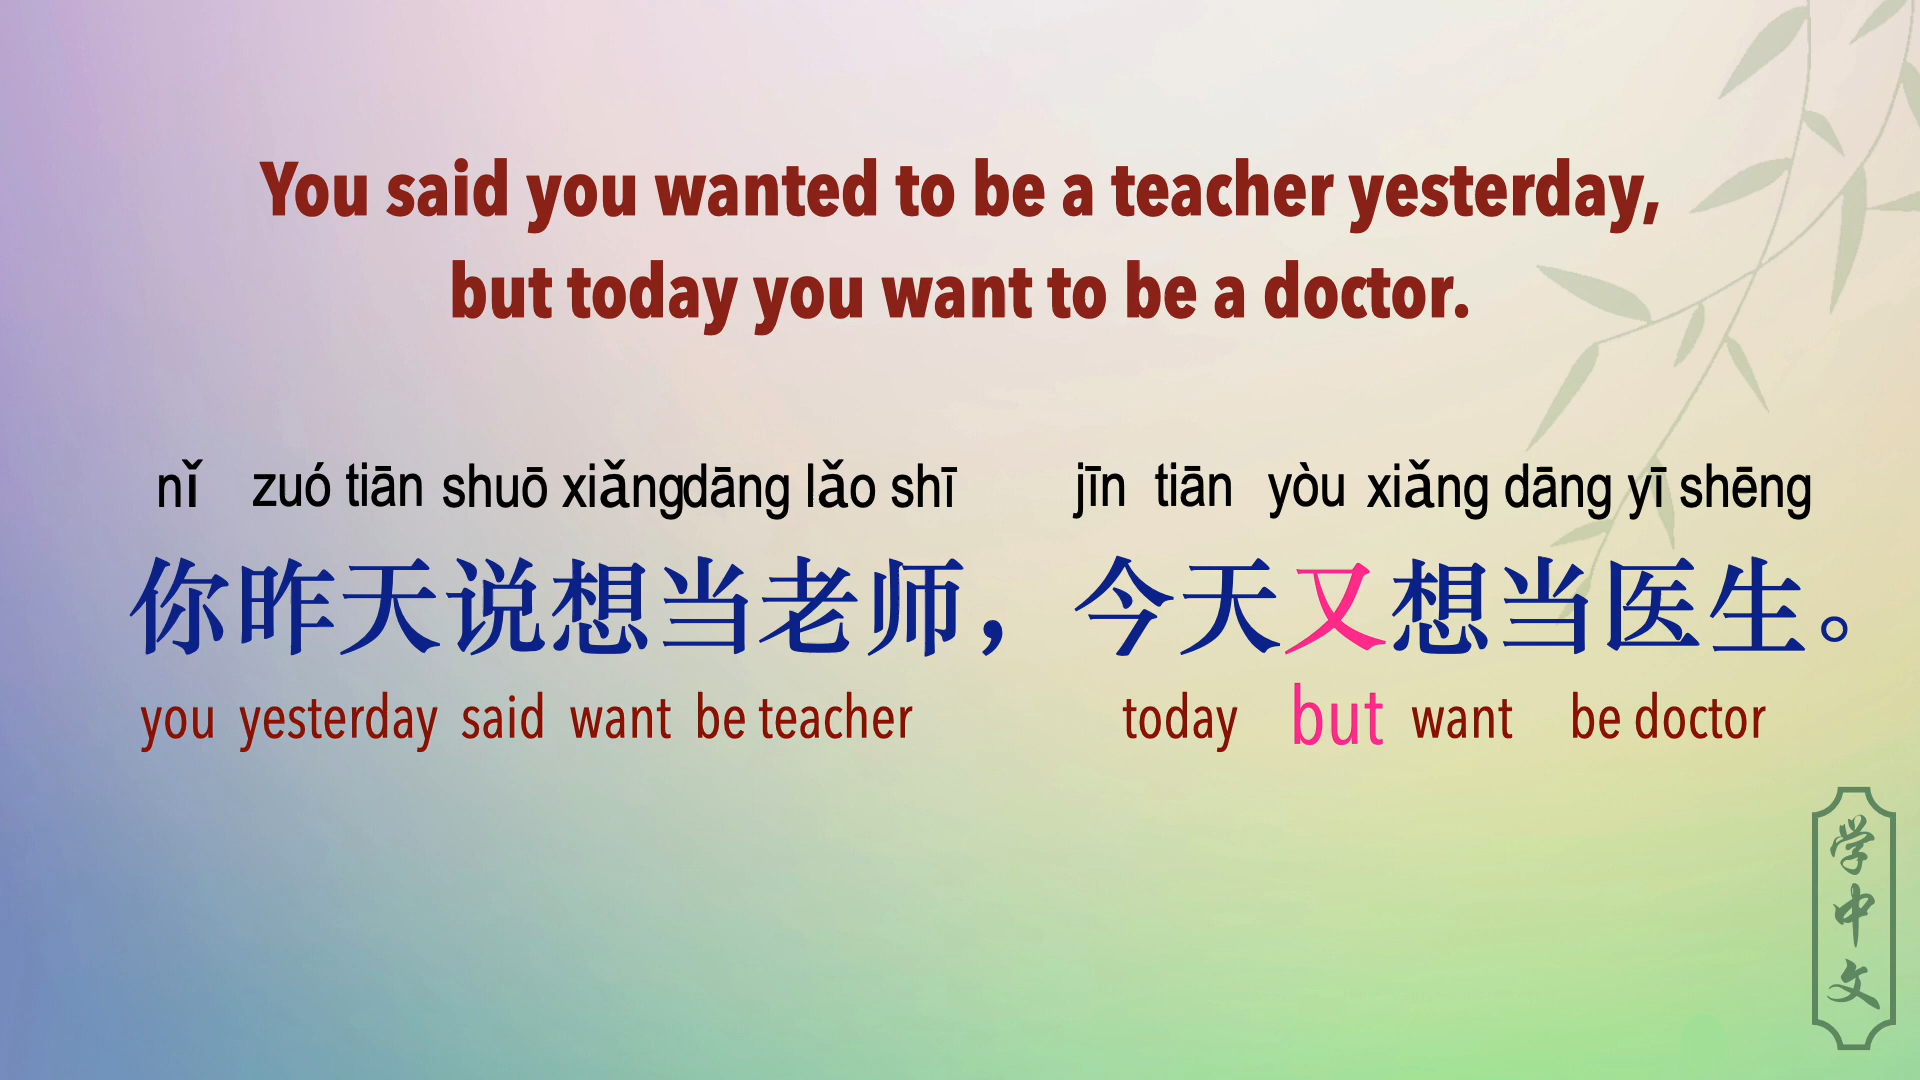 You said you wanted to be a teacher yesterday,
but today you want to be a doctor.
nǐ zuó tiān shuō xiǎngdāng lǎo shī jīn tiān yòu xiǎng dāng yī shēng
你昨天说想当老师，今天又想当医生。
you yesterday said want be teacher today but want be doctor
学中文